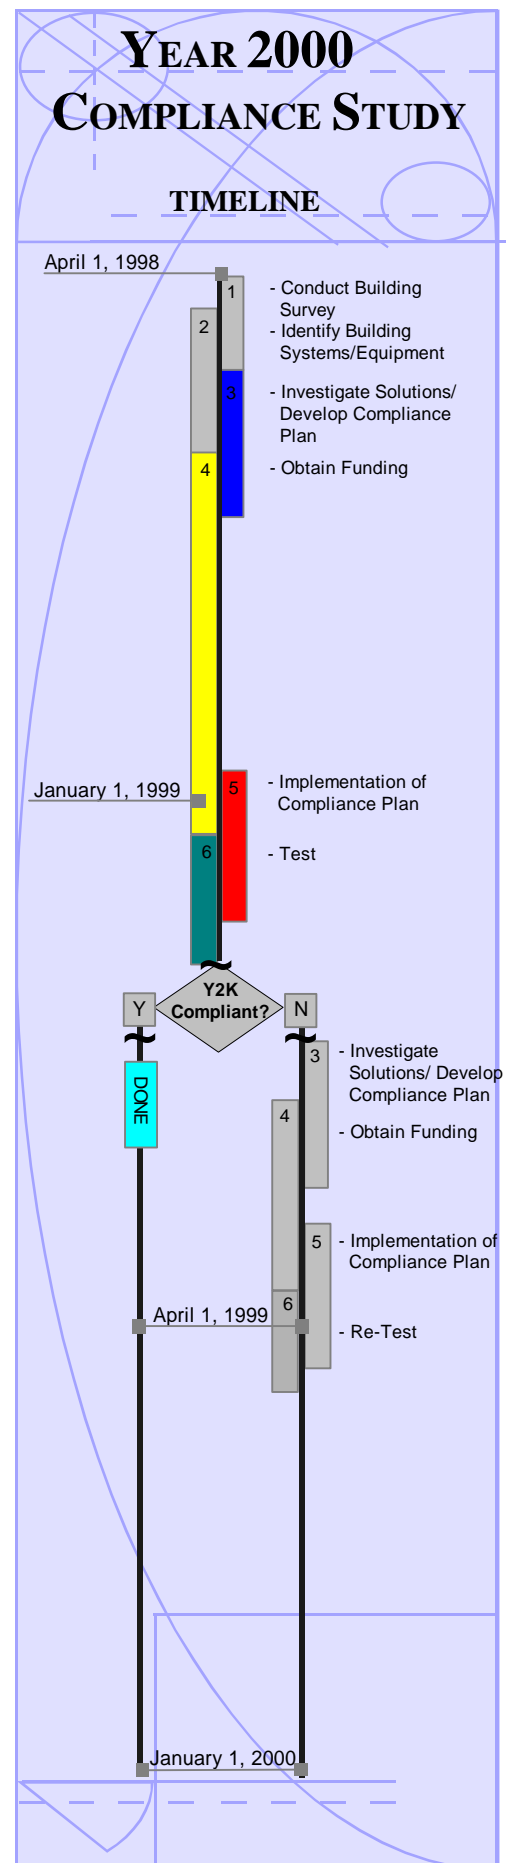 YEAR 2000
COMPLIANCE STUDY
TIMELINE
April 1, 1998
1
- Conduct Building
Survey
2
- Identify Building
Systems/Equipment
3
- Investigate Solutions/
Develop Compliance
Plan
4
- Obtain Funding
January 1, 1999
5
- Implementation of
Compliance Plan
6
- Test
Y2K
Compliant?
Y
N
DONE
3
- Investigate
Solutions/ Develop
Compliance Plan
4
- Obtain Funding
5
- Implementation of
Compliance Plan
6
April 1, 1999
- Re-Test
January 1, 2000